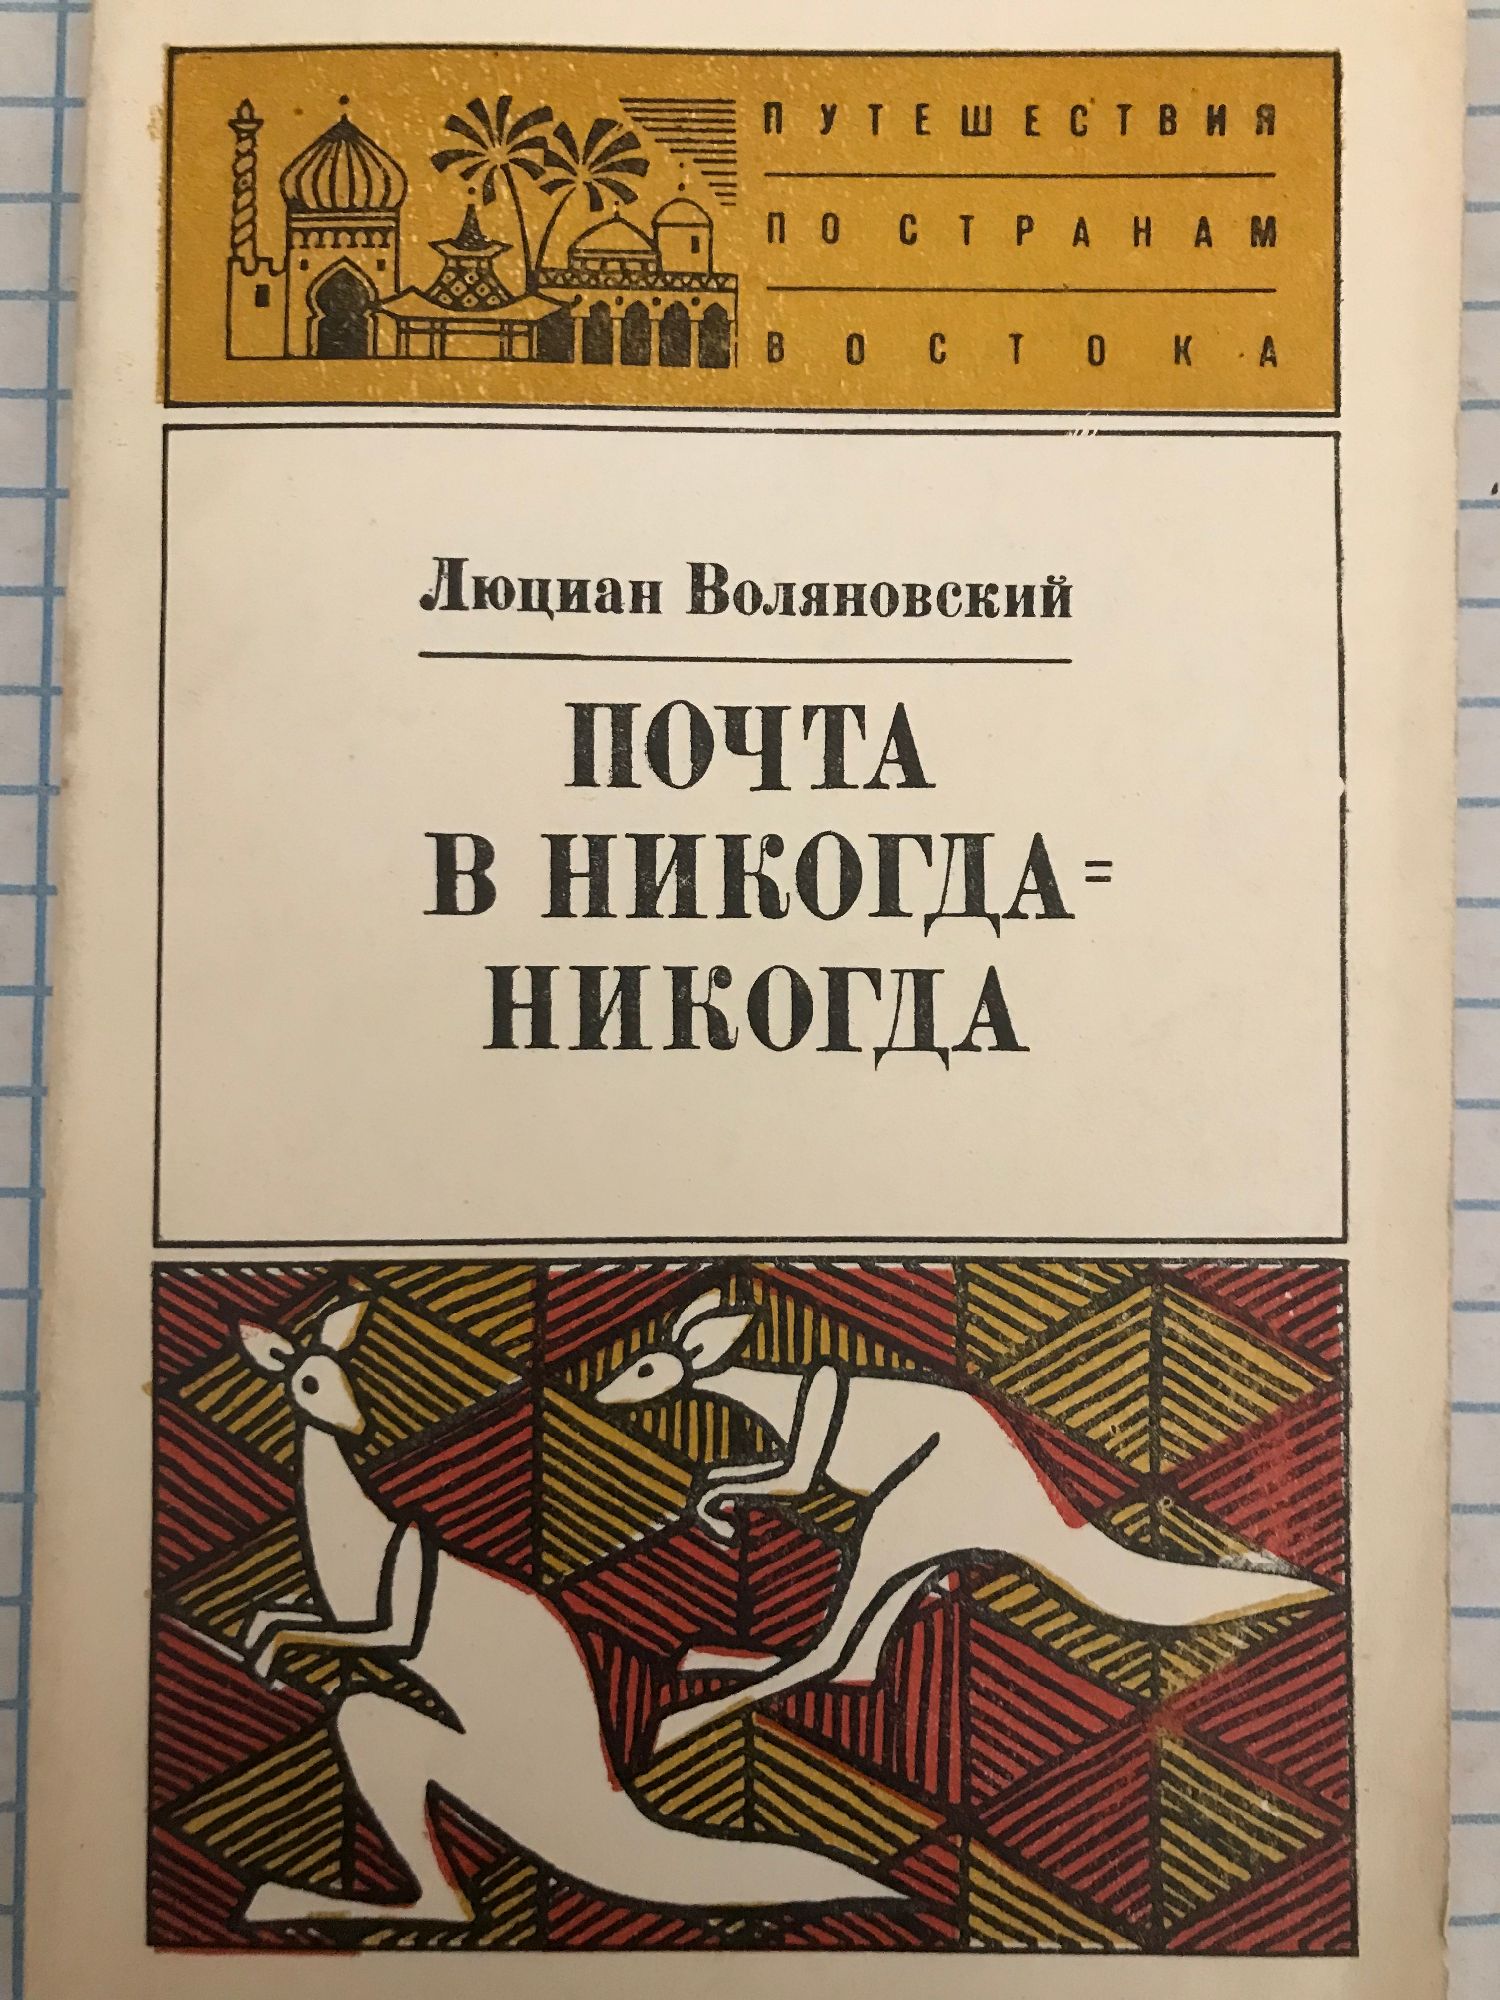 ПУТЕШЕСТВИЯ
ПО СТРАНАМ
ВОСТОКА
Люциан Воляновский
ПОЧТА
В НИКОГДА=
НИКОГДА